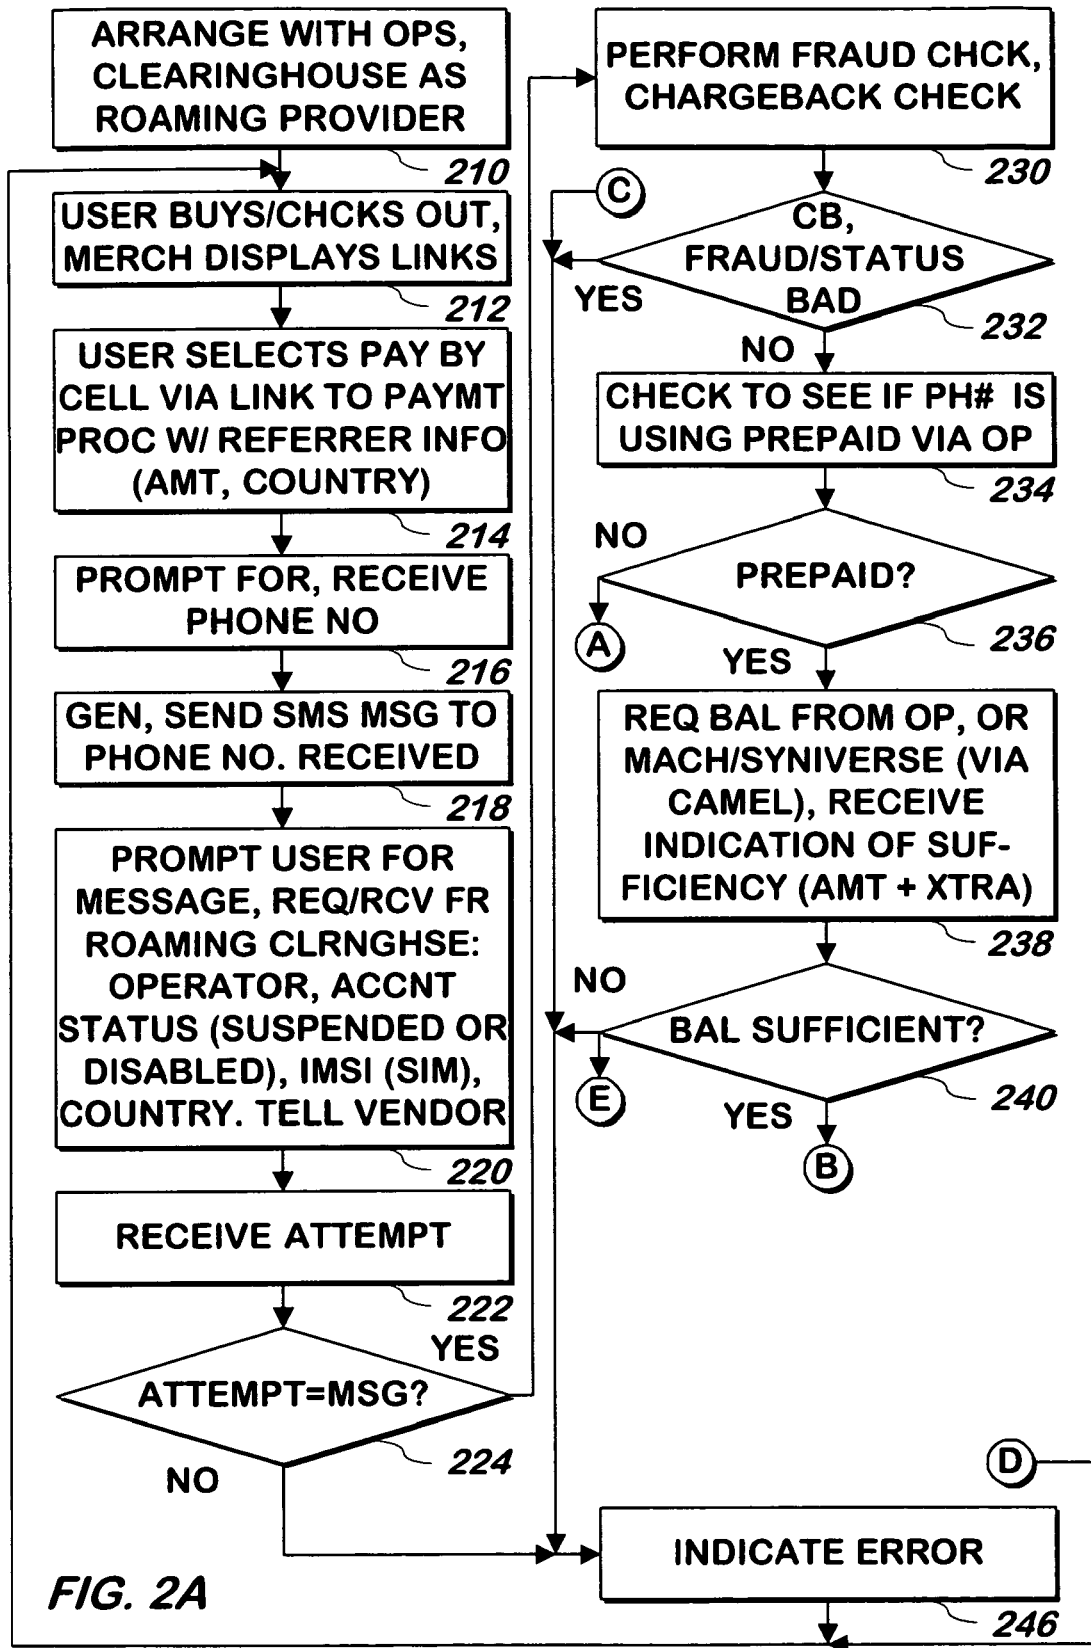 ARRANGE WITH OPS,
CLEARINGHOUSE AS
ROAMING PROVIDER
210
USER BUYS/CHCKS OUT,
MERCH DISPLAYS LINKS
212
USER SELECTS PAY BY
CELL VIA LINK TO PAYMT
PROC W/ REFERRER INFO
(AMT, COUNTRY)
214
PROMPT FOR, RECEIVE
PHONE NO
216
GEN, SEND SMS MSG TO
PHONE NO. RECEIVED
218
PROMPT USER FOR
MESSAGE, REQ/RCV FR
ROAMING CLRNGHSE:
OPERATOR, ACCNT
STATUS (SUSPENDED OR
DISABLED), IMSI (SIM),
COUNTRY. TELL VENDOR
220
RECEIVE ATTEMPT
222
YES
ATTEMPT=MSG?
224
NO
PERFORM FRAUD CHCK,
CHARGEBACK CHECK
230
C
CB,
FRAUD/STATUS
BAD
YES
232
NO
CHECK TO SEE IF PH# IS
USING PREPAID VIA OP
234
NO
PREPAID?
A
236
YES
REQ BAL FROM OP, OR
MACH/SYNIVERSE (VIA
CAMEL), RECEIVE
INDICATION OF SUF-
FICIENCY (AMT + XTRA)
238
NO
BAL SUFFICIENT?
E
240
YES
B
D
INDICATE ERROR
246
FIG. 2A